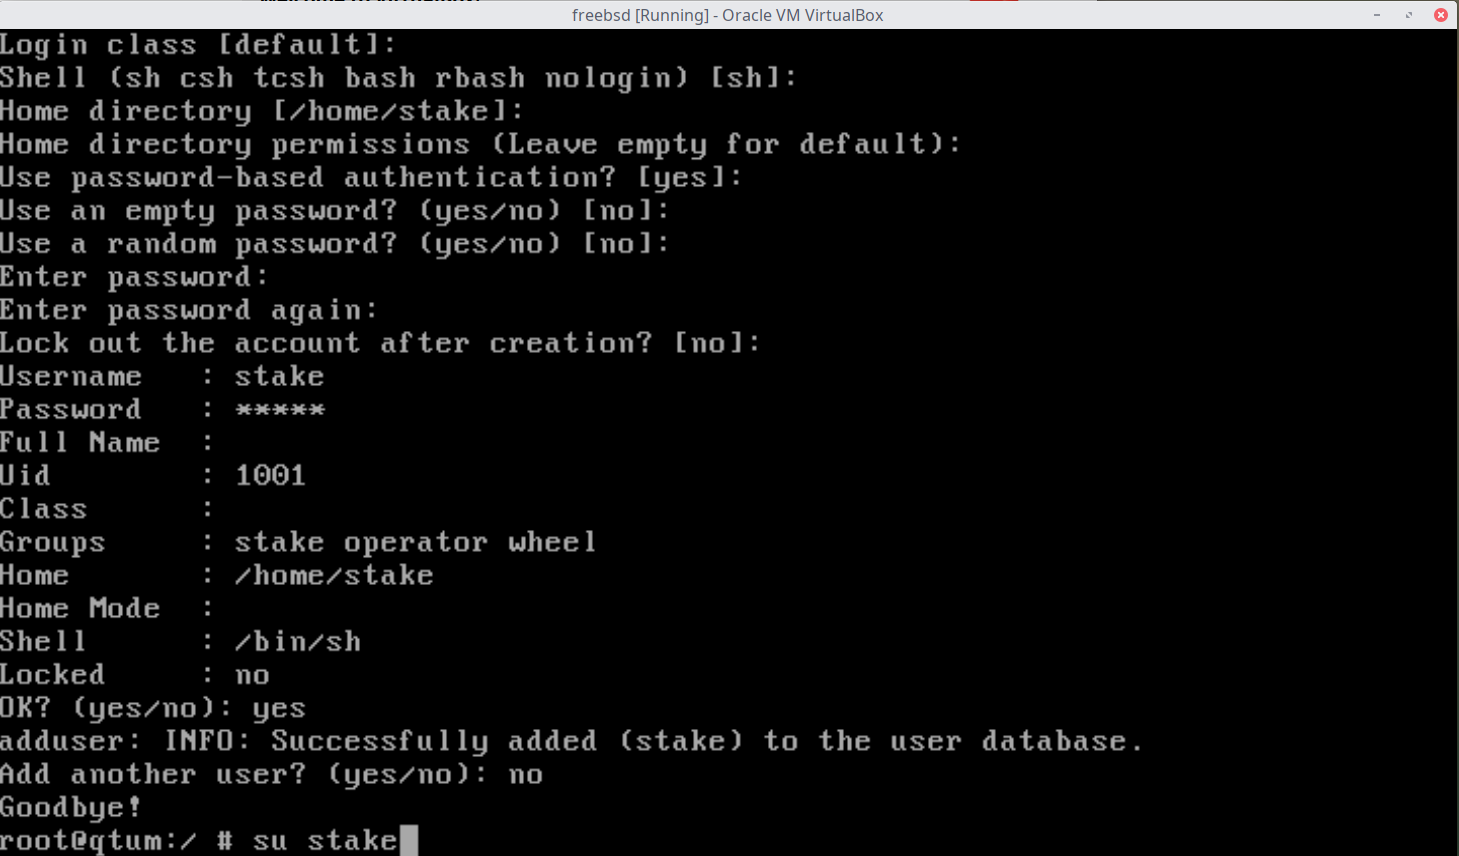 freebsd [Running] - Oracle VM VirtualBox
Login class [default]:
Shell (sh csh tcsh bash rbash nologin) [sh]:
Home directory [/home/stake]:
Home directory permissions (Leave empty for default):
Use password-based authentication? [yes]:
Use an empty password? (yes/no) [no]:
Use a random password? (yes/no) [no]:
Enter password:
Enter password again:
Lock out the account after creation? [no]:
Username   : stake
Password   : *****
Full Name  :
Uid        : 1001
Class      :
Groups     : stake operator wheel
Home       : /home/stake
Home Mode  :
Shell      : /bin/sh
Locked     : no
OK? (yes/no): yes
adduser: INFO: Successfully added (stake) to the user database.
Add another user? (yes/no): no
Goodbye!
root@qtum:/ # su stake